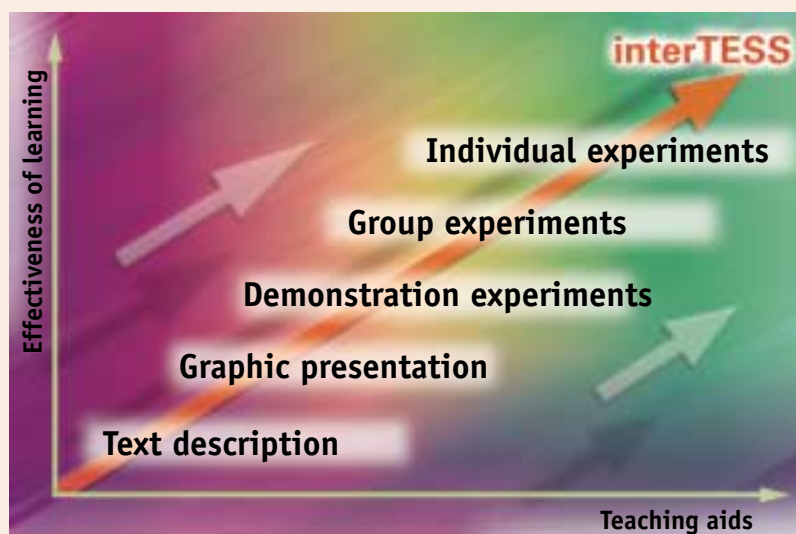 interTESS
Individual experiments
Group experiments
Demonstration experiments
Graphic presentation
Text description
Effectiveness of learning
Teaching aids